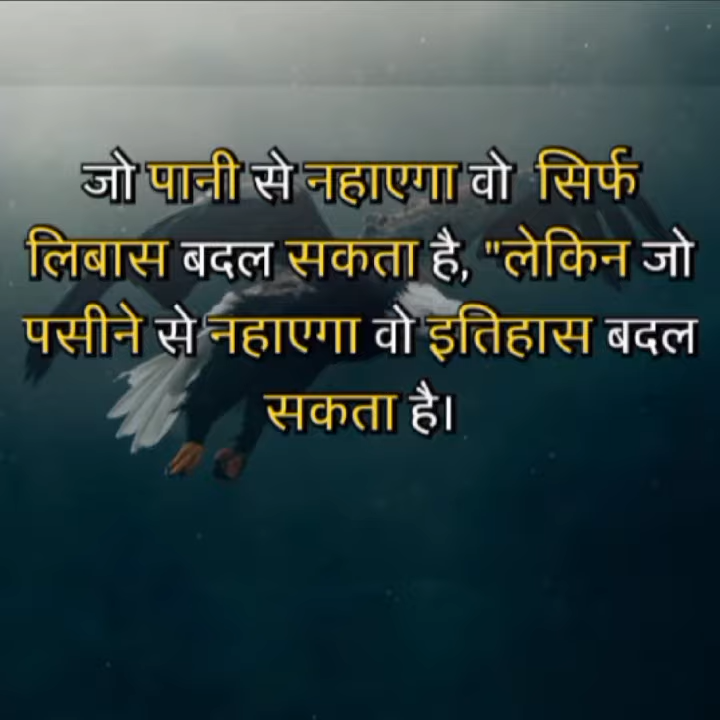 जो पानी से नहाएगा वो सिर्फ
लिबास बदल सकता है, "लेकिन जो
पसीने से नहाएगा वो इतिहास बदल
सकता है।